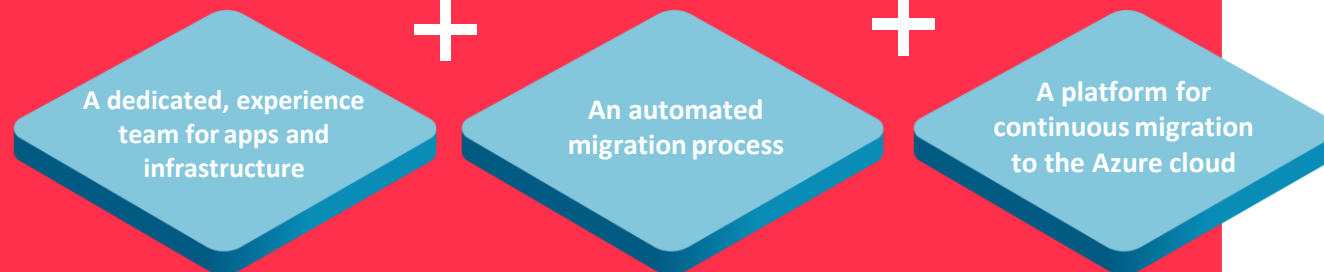 A dedicated, experience
team for apps and
infrastructure
An automated
migration process
A platform for
continuous migration
to the Azure cloud